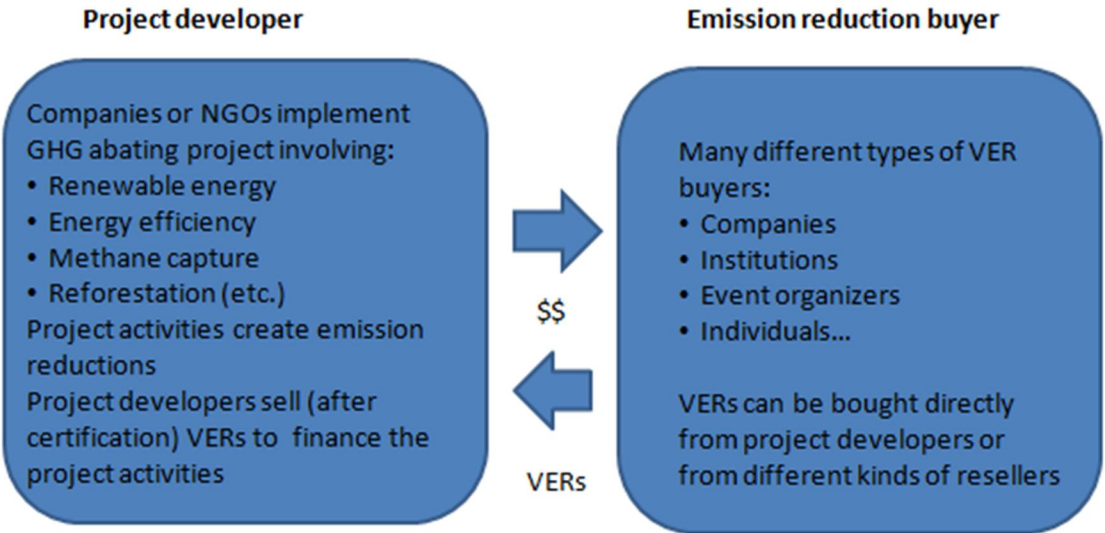 Project developer
Emission reduction buyer
Companies or NGOs implement
GHG abating project involving:
• Renewable energy
• Energy efficiency
• Methane capture
• Reforestation (etc.)
Project activities create emission
reductions
Project developers sell (after
certification) VERs to finance the
project activities
$$
VERs
Many different types of VER
buyers:
• Companies
• Institutions
• Event organizers
• Individuals...
VERs can be bought directly
from project developers or
from different kinds of resellers